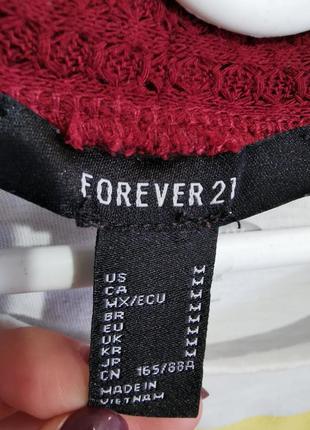 FOREVER 21
US M
CA M
MX/ECU M
BR M
EU M
UK M
KR M
JP M
CN 165/88A
MADE IN
VIETNAM